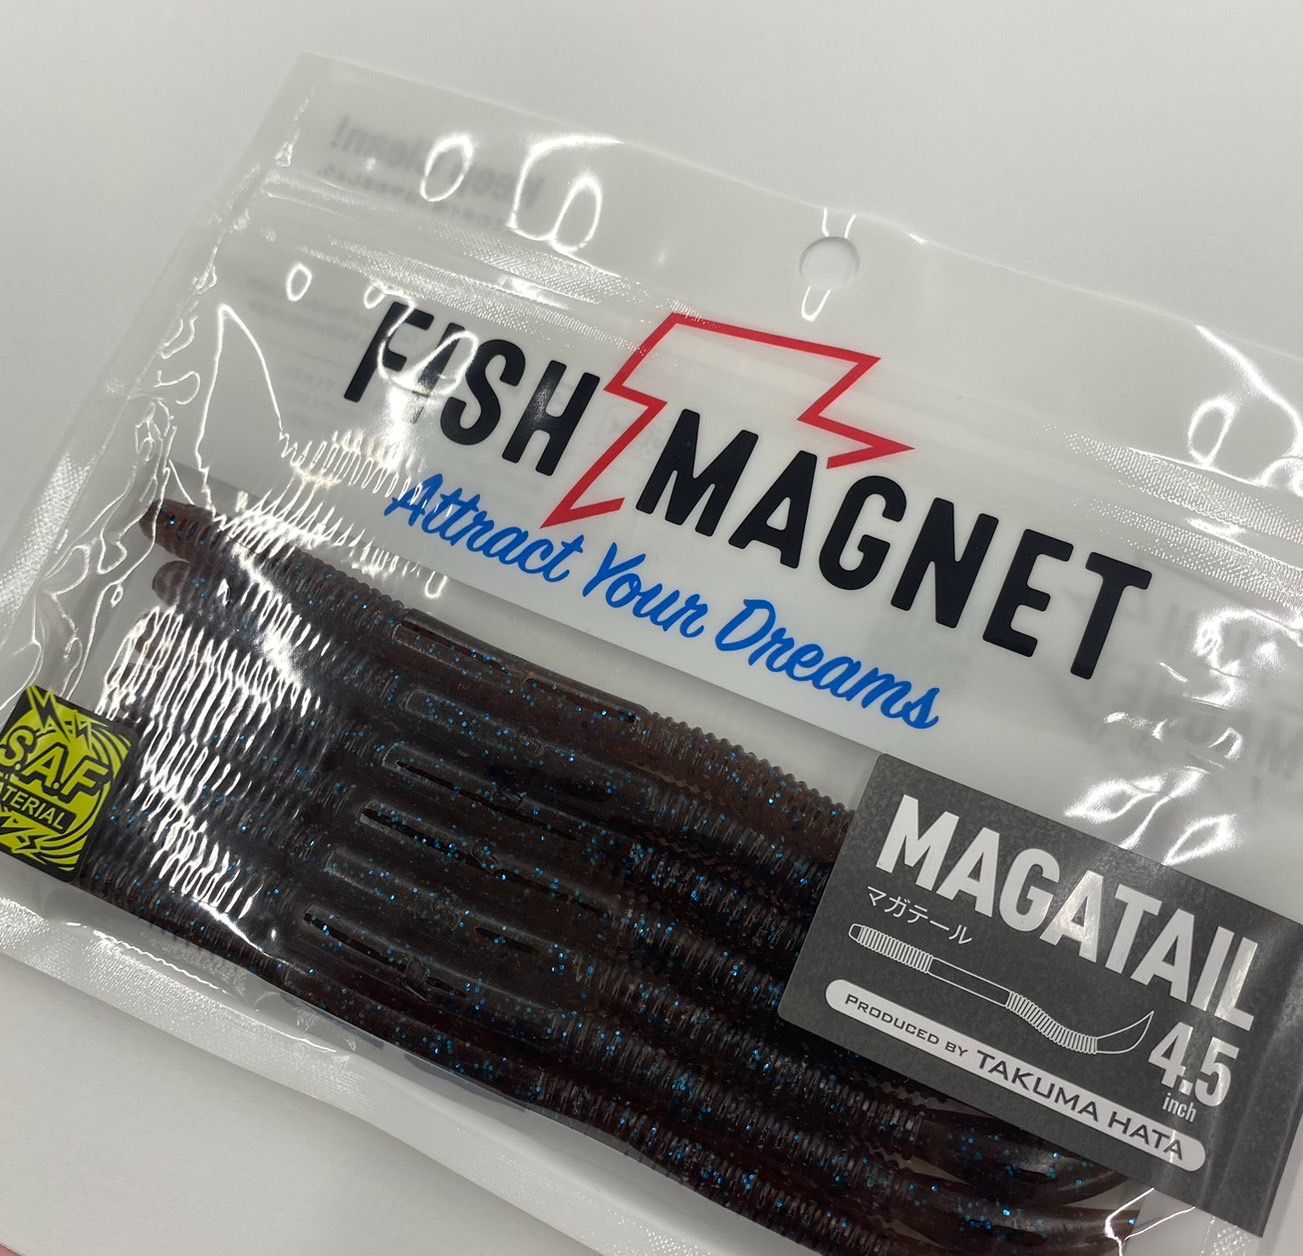 FISH MAGNET
Attract Your Dreams
S.A.F
MATERIAL
MAGATAIL
マガテール
4.5
inch
PRODUCED BY TAKUMA HATA